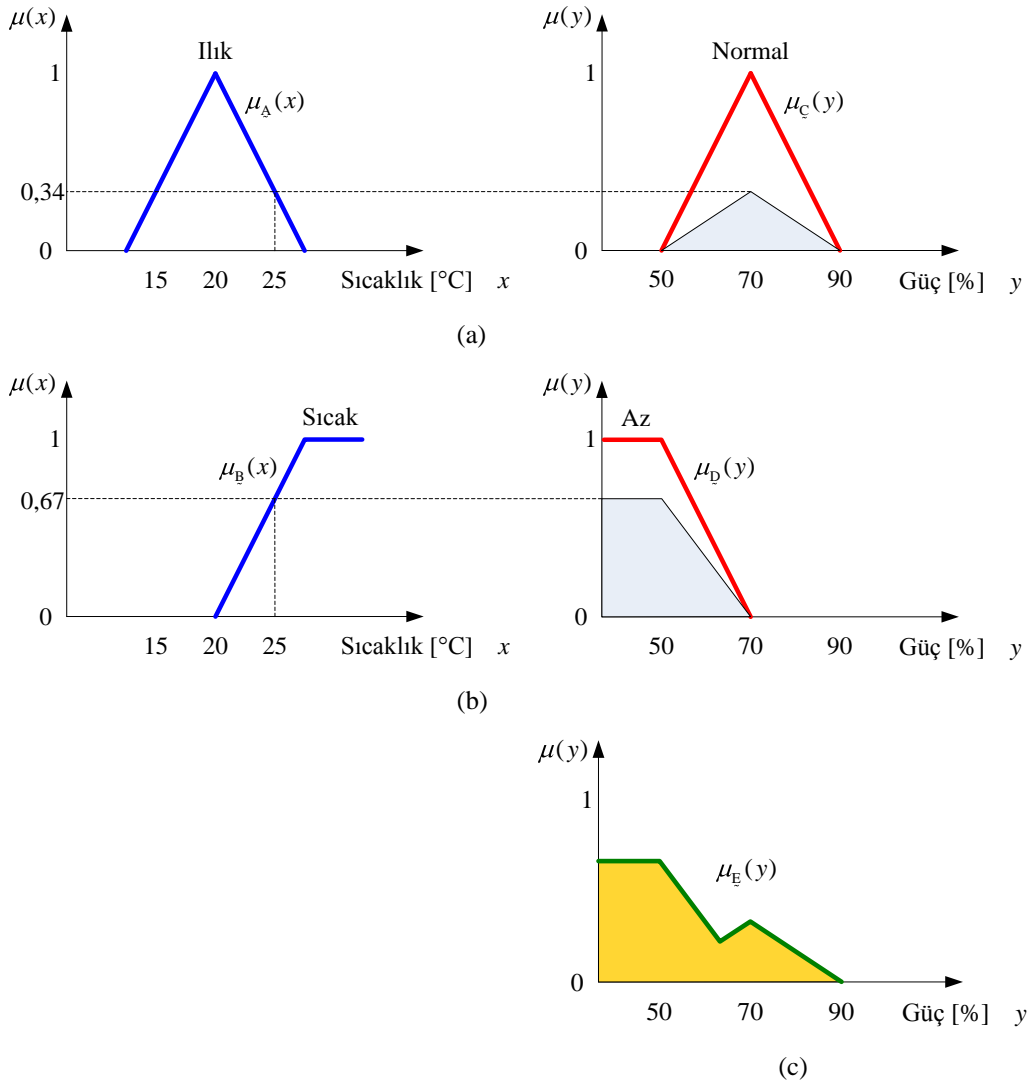 μ(x)
1
Ilık
μA(x)
0,34
0
15 20 25 Sıcaklık [°C] x
μ(y)
1
Normal
μC(y)
0
50 70 90 Güç [%] y
(a)
μ(x)
1
Sıcak
μB(x)
0,67
0
15 20 25 Sıcaklık [°C] x
μ(y)
1
Az
μD(y)
0
50 70 90 Güç [%] y
(b)
μ(y)
1
μE(y)
0
50 70 90 Güç [%] y
(c)